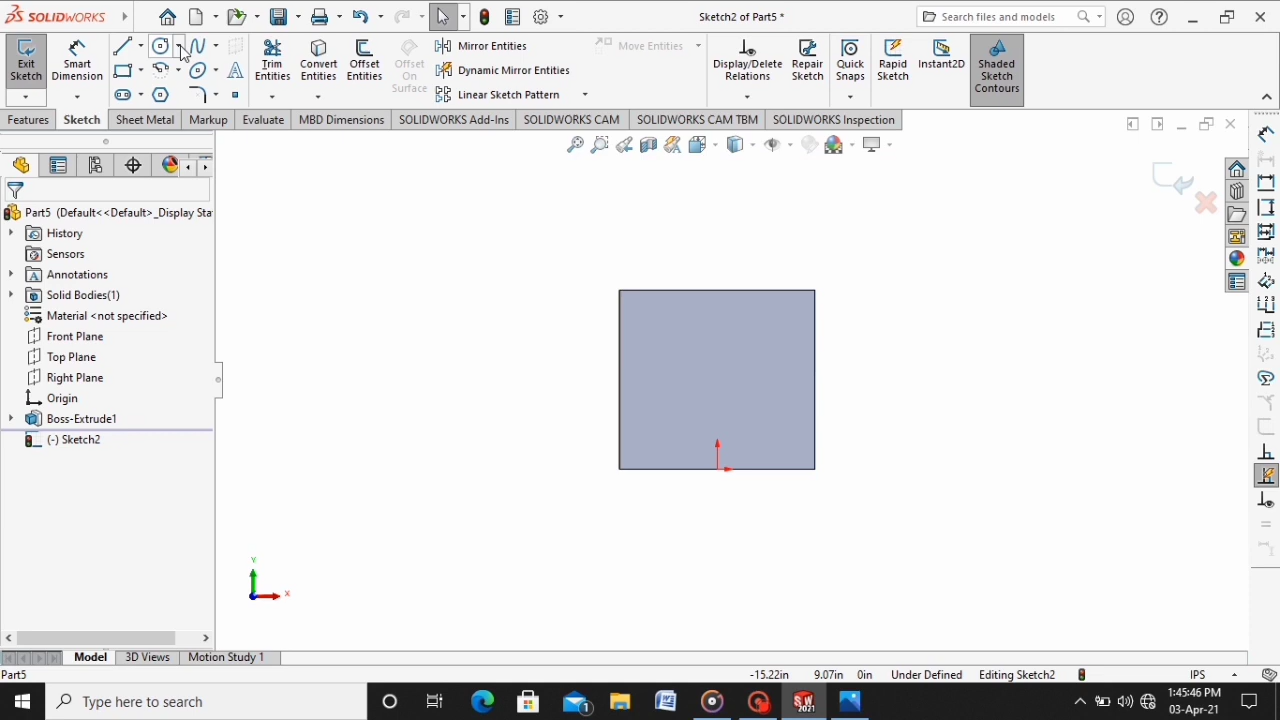 SOLIDWORKS
Sketch2 of Part5 *
Search files and models
Exit Sketch
Smart Dimension
Trim Entities
Convert Entities
Offset Entities
Offset On Surface
Mirror Entities
Dynamic Mirror Entities
Linear Sketch Pattern
Move Entities
Display/Delete Relations
Repair Sketch
Quick Snaps
Rapid Sketch
Instant2D
Shaded Sketch Contours
Features
Sketch
Sheet Metal
Markup
Evaluate
MBD Dimensions
SOLIDWORKS Add-Ins
SOLIDWORKS CAM
SOLIDWORKS CAM TBM
SOLIDWORKS Inspection
Part5 (Default<<Default>_Display Sta
History
Sensors
Annotations
Solid Bodies(1)
Material <not specified>
Front Plane
Top Plane
Right Plane
Origin
Boss-Extrude1
(-) Sketch2
Y
X
Model
3D Views
Motion Study 1
Part5
-15.22in
9.07in
0in
Under Defined
Editing Sketch2
IPS
Type here to search
1:45:46 PM
03-Apr-21